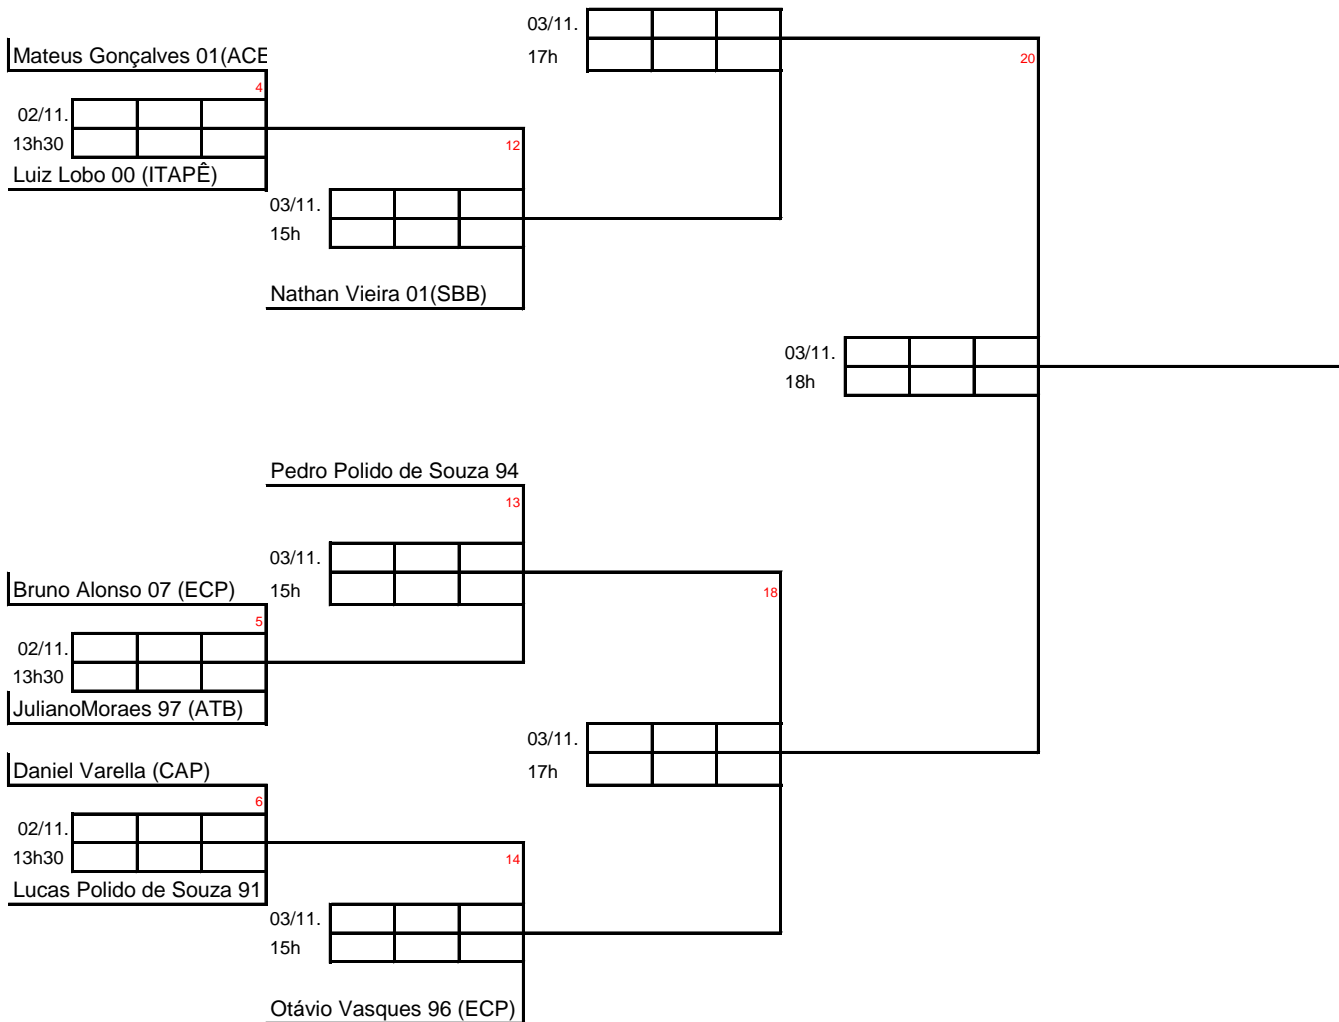 03/11.
17h
20
Mateus Gonçalves 01(ACE
4
02/11.
13h30
12
Luiz Lobo 00 (ITAPÊ)
03/11.
15h
Nathan Vieira 01(SBB)
03/11.
18h
Pedro Polido de Souza 94
13
03/11.
15h
Bruno Alonso 07 (ECP)
18
5
02/11.
13h30
JulianoMoraes 97 (ATB)
03/11.
17h
Daniel Varella (CAP)
6
02/11.
13h30
14
Lucas Polido de Souza 91
03/11.
15h
Otávio Vasques 96 (ECP)